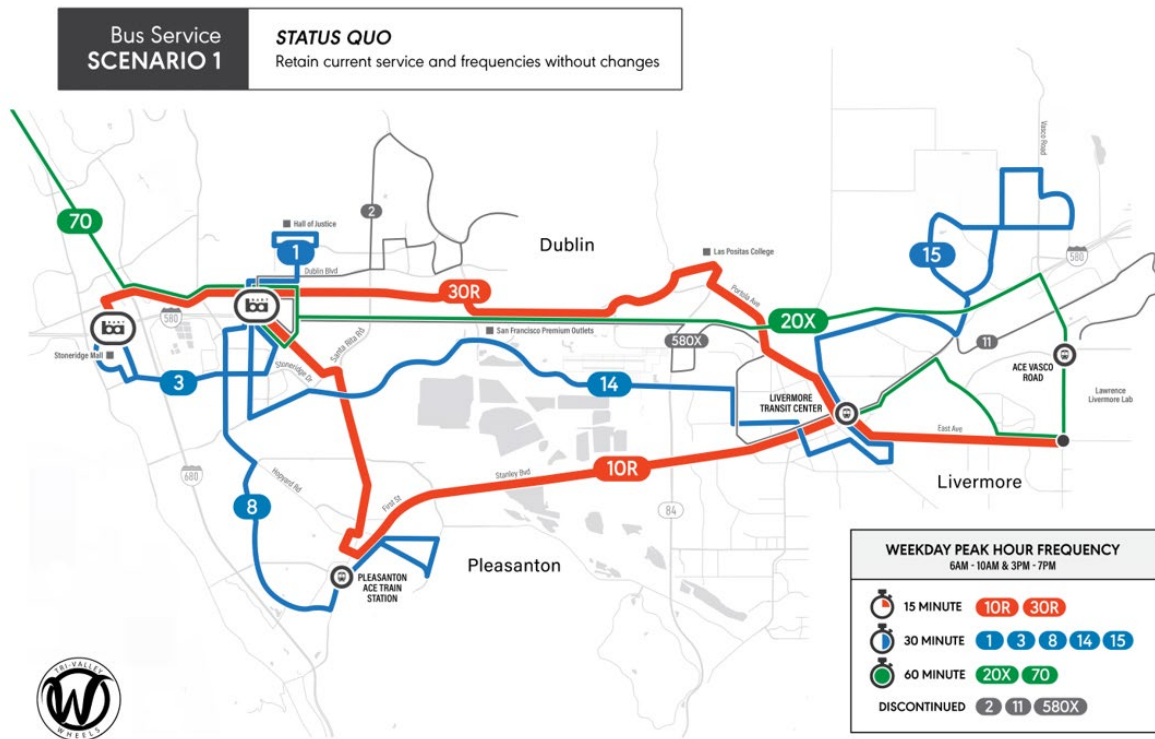 Bus Service
SCENARIO 1
STATUS QUO
Retain current service and frequencies without changes
Vasco Road
70
2
Hall of Justice
1
Dublin
Las Positas College
15
580
Dublin Blvd
30R
Portola Ave
BART
ba
580
Santa Rita Rd
San Francisco Premium Outlets
20X
580X
11
BART
ba
Stoneridge Mall
Stoneridge Dr
ACE VASCO
ROAD
3
14
LIVERMORE
TRANSIT CENTER
Lawrence
Livermore Lab
East Ave
680
Hopyard Rd
10R
Stanley Blvd
Livermore
8
First St
84
Pleasanton
PLEASANTON
ACE TRAIN
STATION
WEEKDAY PEAK HOUR FREQUENCY
6AM - 10AM & 3PM - 7PM
15 MINUTE 10R 30R
30 MINUTE 1 3 8 14 15
60 MINUTE 20X 70
DISCONTINUED 2 11 580X
TRI-VALLEY
W
WHEELS